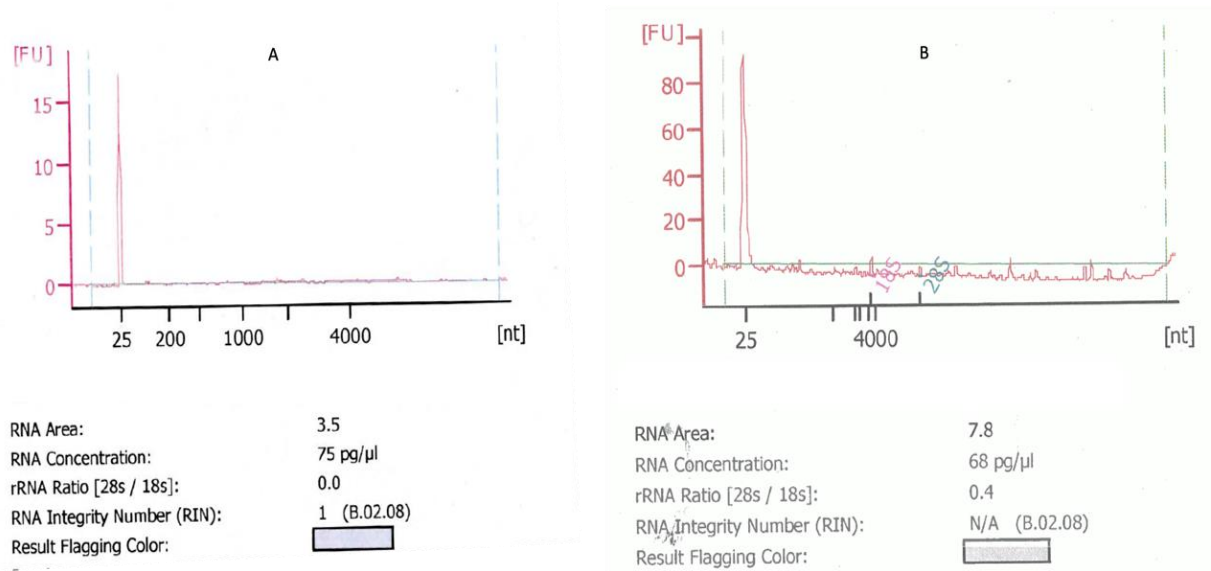 [FU]
A
15
10
5
0
25 200 1000 4000 [nt]
RNA Area: 3.5
RNA Concentration: 75 pg/µl
rRNA Ratio [28s / 18s]: 0.0
RNA Integrity Number (RIN): 1 (B.02.08)
Result Flagging Color:
[FU]
B
80
60
40
20
0
18S
28S
25 4000 [nt]
RNA Area: 7.8
RNA Concentration: 68 pg/µl
rRNA Ratio [28s / 18s]: 0.4
RNA Integrity Number (RIN): N/A (B.02.08)
Result Flagging Color: